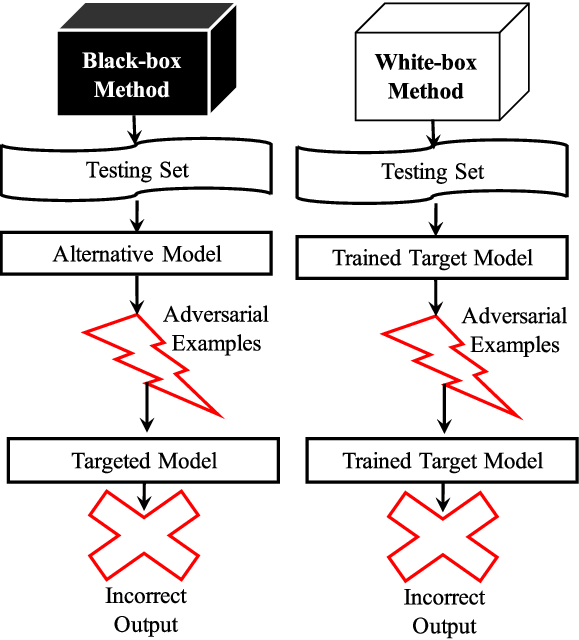 Black-box
Method
Testing Set
Alternative Model
Adversarial
Examples
Targeted Model
Incorrect
Output
White-box
Method
Testing Set
Trained Target Model
Adversarial
Examples
Trained Target Model
Incorrect
Output